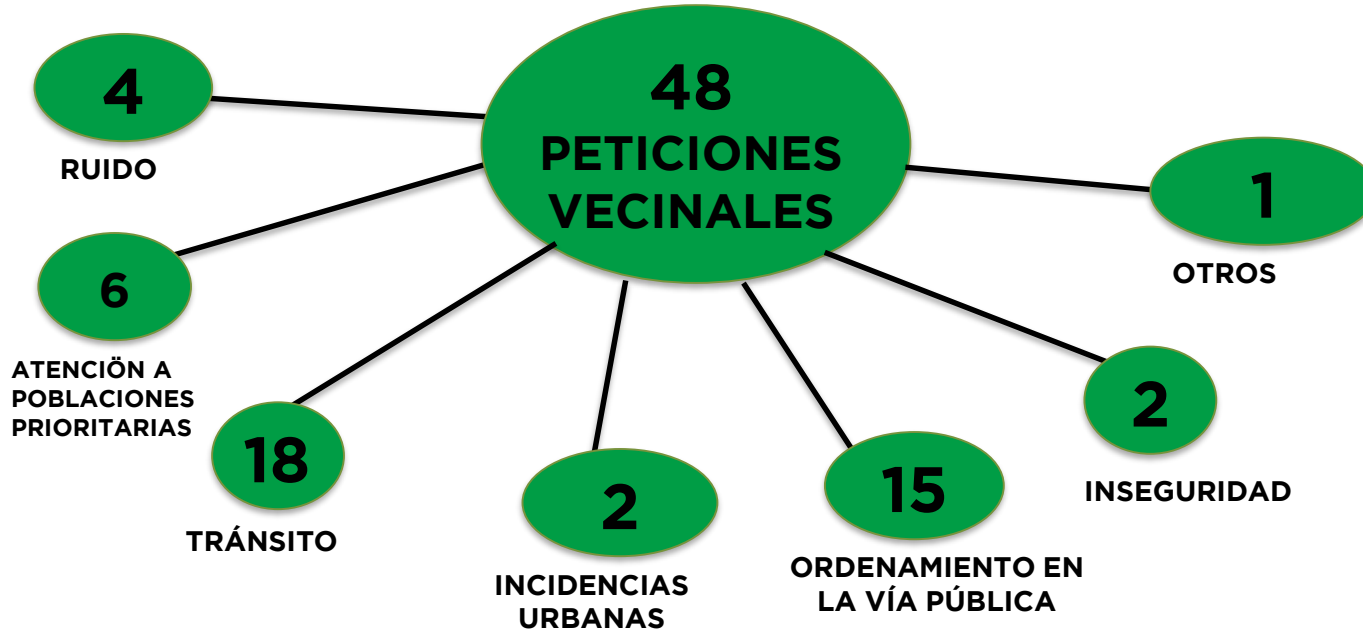 48
PETICIONES
VECINALES
4
RUIDO
6
ATENCIÖN A
POBLACIONES
PRIORITARIAS
18
TRÁNSITO
2
INCIDENCIAS
URBANAS
15
ORDENAMIENTO EN
LA VÍA PÚBLICA
2
INSEGURIDAD
1
OTROS